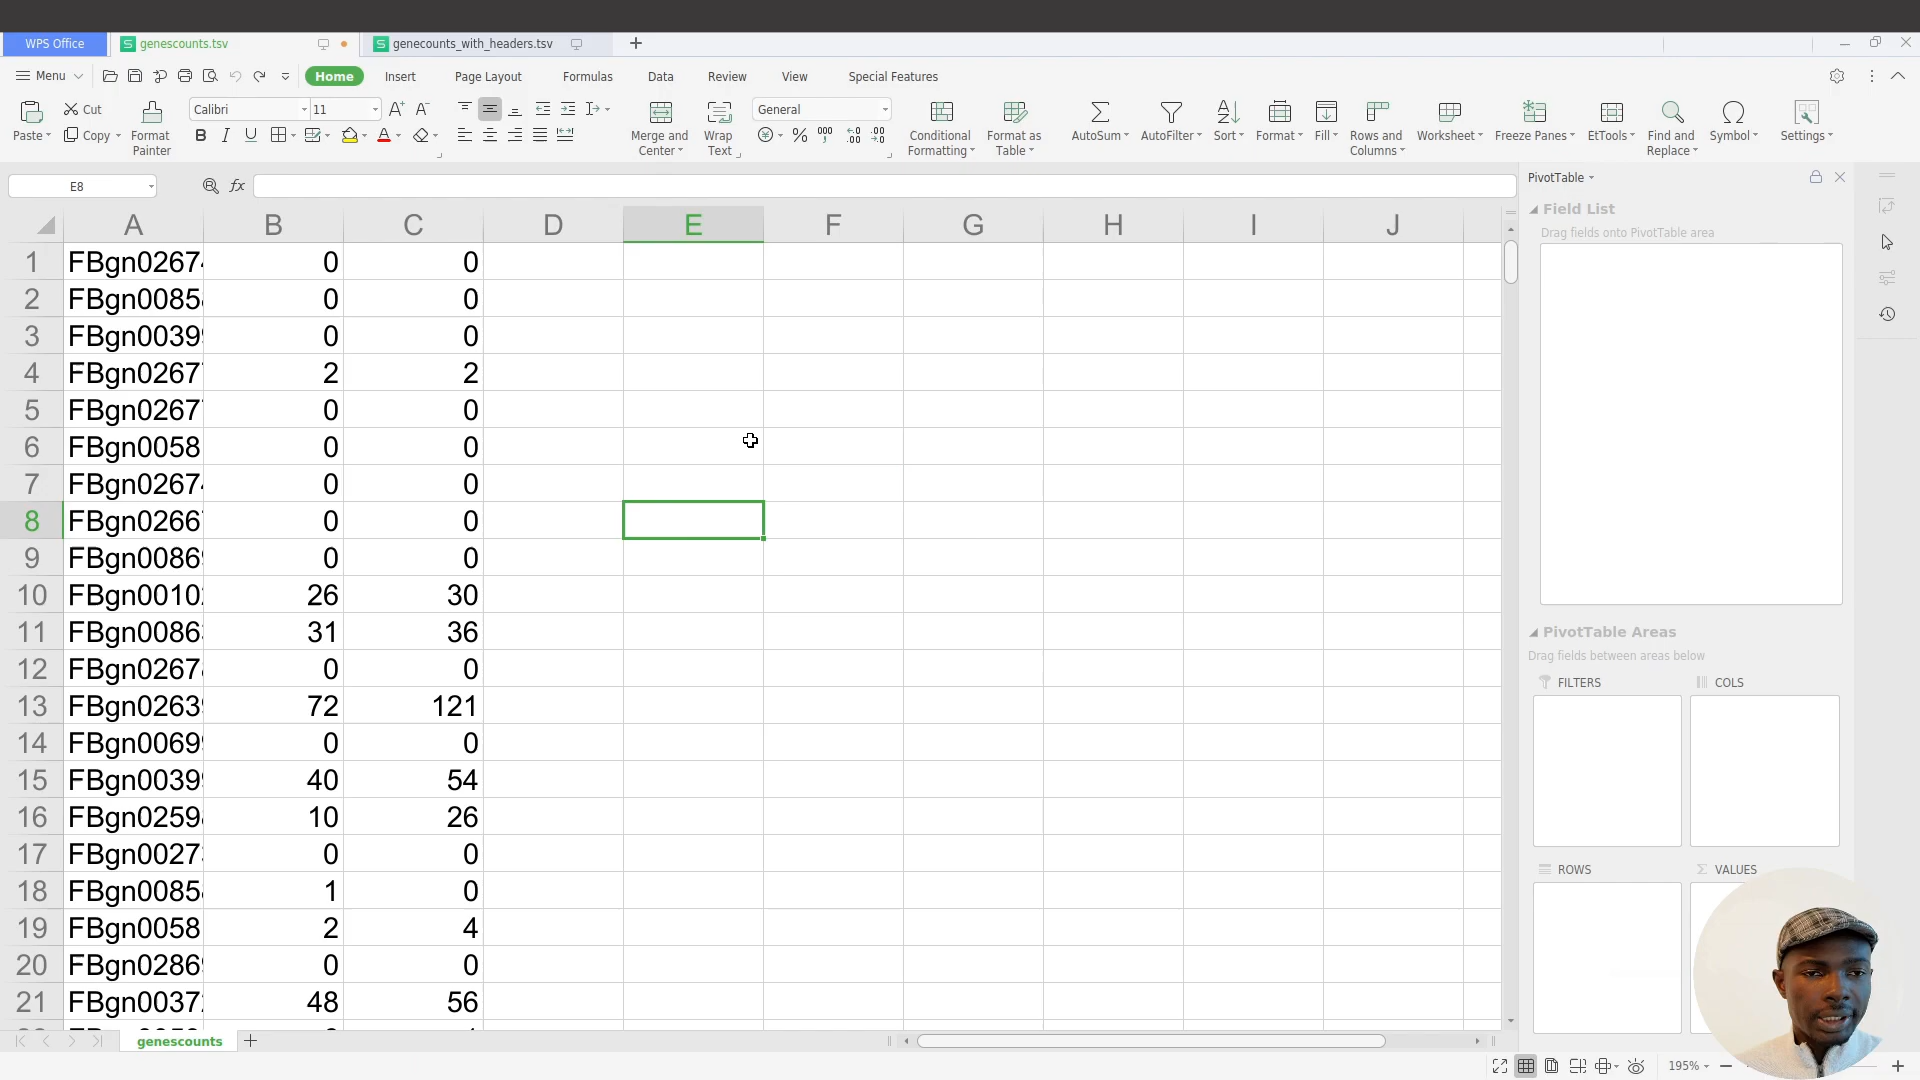 WPS Office genescounts.tsv genecounts_with_headers.tsv
Menu Home Insert Page Layout Formulas Data Review View Special Features
Paste Cut Copy Format Painter Calibri 11 A+ A- B I U A
Merge and Center Wrap Text General % 000 Conditional Formatting Format as Table AutoSum AutoFilter Sort Format Fill Rows and Columns Worksheet Freeze Panes EtTools Find and Replace Symbol Settings
E8 fx PivotTable
A B C D E F G H I J
1 FBgn0267 0 0
2 FBgn0085 0 0
3 FBgn0039 0 0
4 FBgn0267 2 2
5 FBgn0267 0 0
6 FBgn0058 0 0
7 FBgn0267 0 0
8 FBgn0266 0 0
9 FBgn0086 0 0
10 FBgn0010 26 30
11 FBgn0086 31 36
12 FBgn0267 0 0
13 FBgn0263 72 121
14 FBgn0069 0 0
15 FBgn0039 40 54
16 FBgn0259 10 26
17 FBgn0027 0 0
18 FBgn0085 1 0
19 FBgn0058 2 4
20 FBgn0286 0 0
21 FBgn0037 48 56
Field List
Drag fields onto PivotTable area
PivotTable Areas
Drag fields between areas below
FILTERS COLS
ROWS VALUES
genescounts
195%